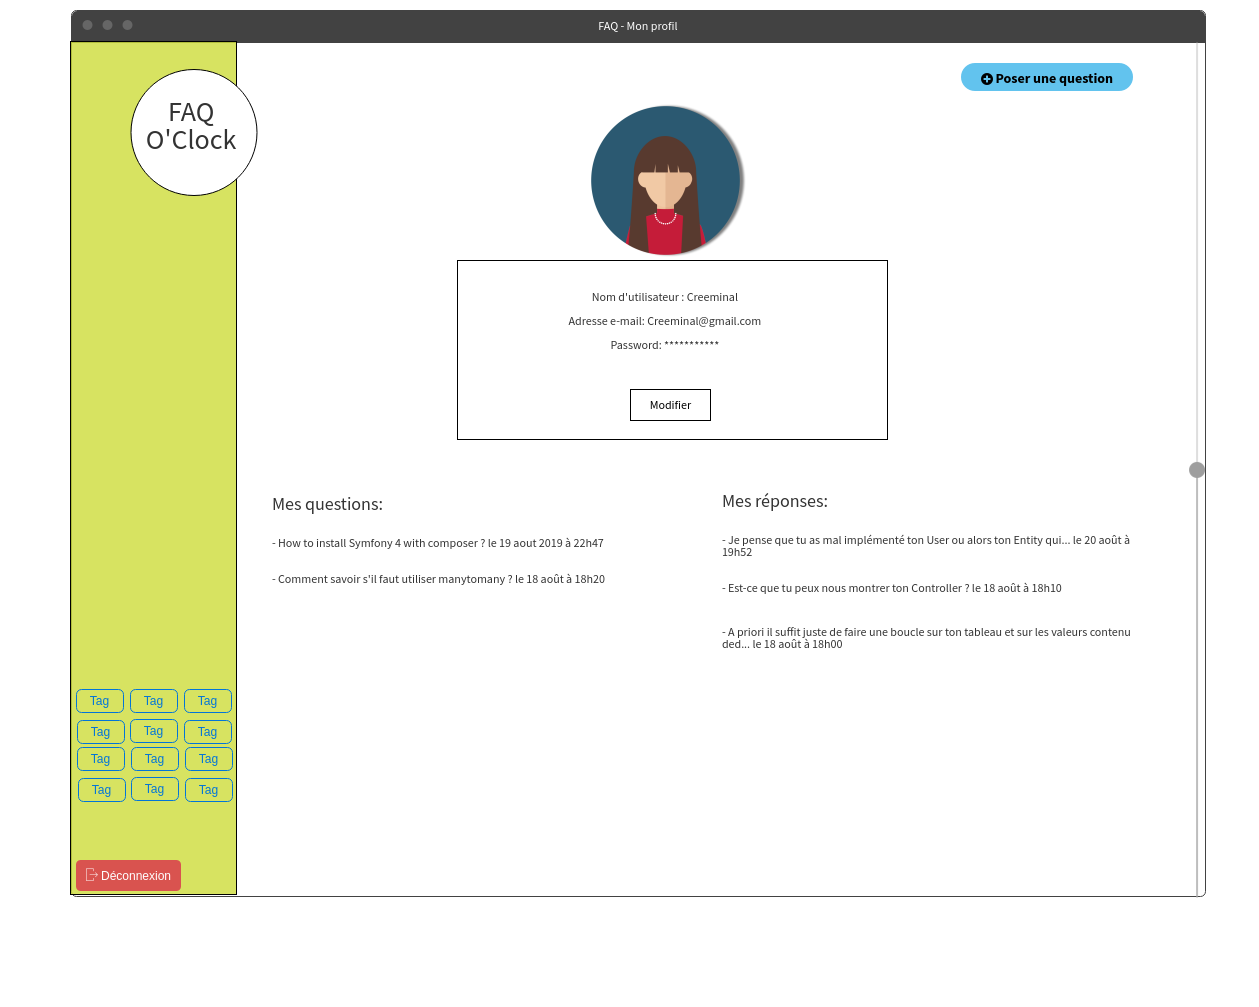 FAQ - Mon profil
FAQ
O'Clock
Poser une question
Nom d'utilisateur : Creeminal
Adresse e-mail: Creeminal@gmail.com
Password: ***********
Modifier
Mes questions:
- How to install Symfony 4 with composer ? le 19 aout 2019 à 22h47
- Comment savoir s'il faut utiliser manytomany ? le 18 août à 18h20
Mes réponses:
- Je pense que tu as mal implémenté ton User ou alors ton Entity qui... le 20 août à
19h52
- Est-ce que tu peux nous montrer ton Controller ? le 18 août à 18h10
- A priori il suffit juste de faire une boucle sur ton tableau et sur les valeurs contenu
ded... le 18 août à 18h00
Tag Tag Tag
Tag Tag Tag
Tag Tag Tag
Tag Tag Tag
Déconnexion